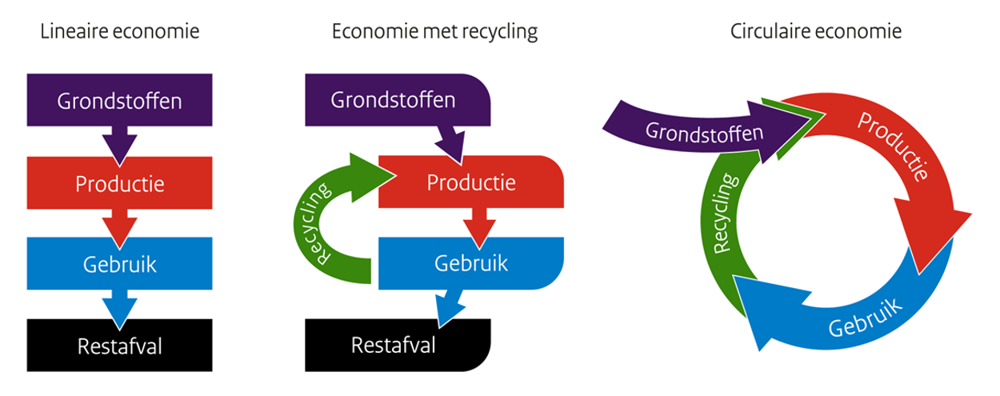 Lineaire economie
Grondstoffen
Productie
Gebruik
Restafval
Economie met recycling
Grondstoffen
Productie
Recycling
Gebruik
Restafval
Circulaire economie
Grondstoffen
Productie
Gebruik
Recycling